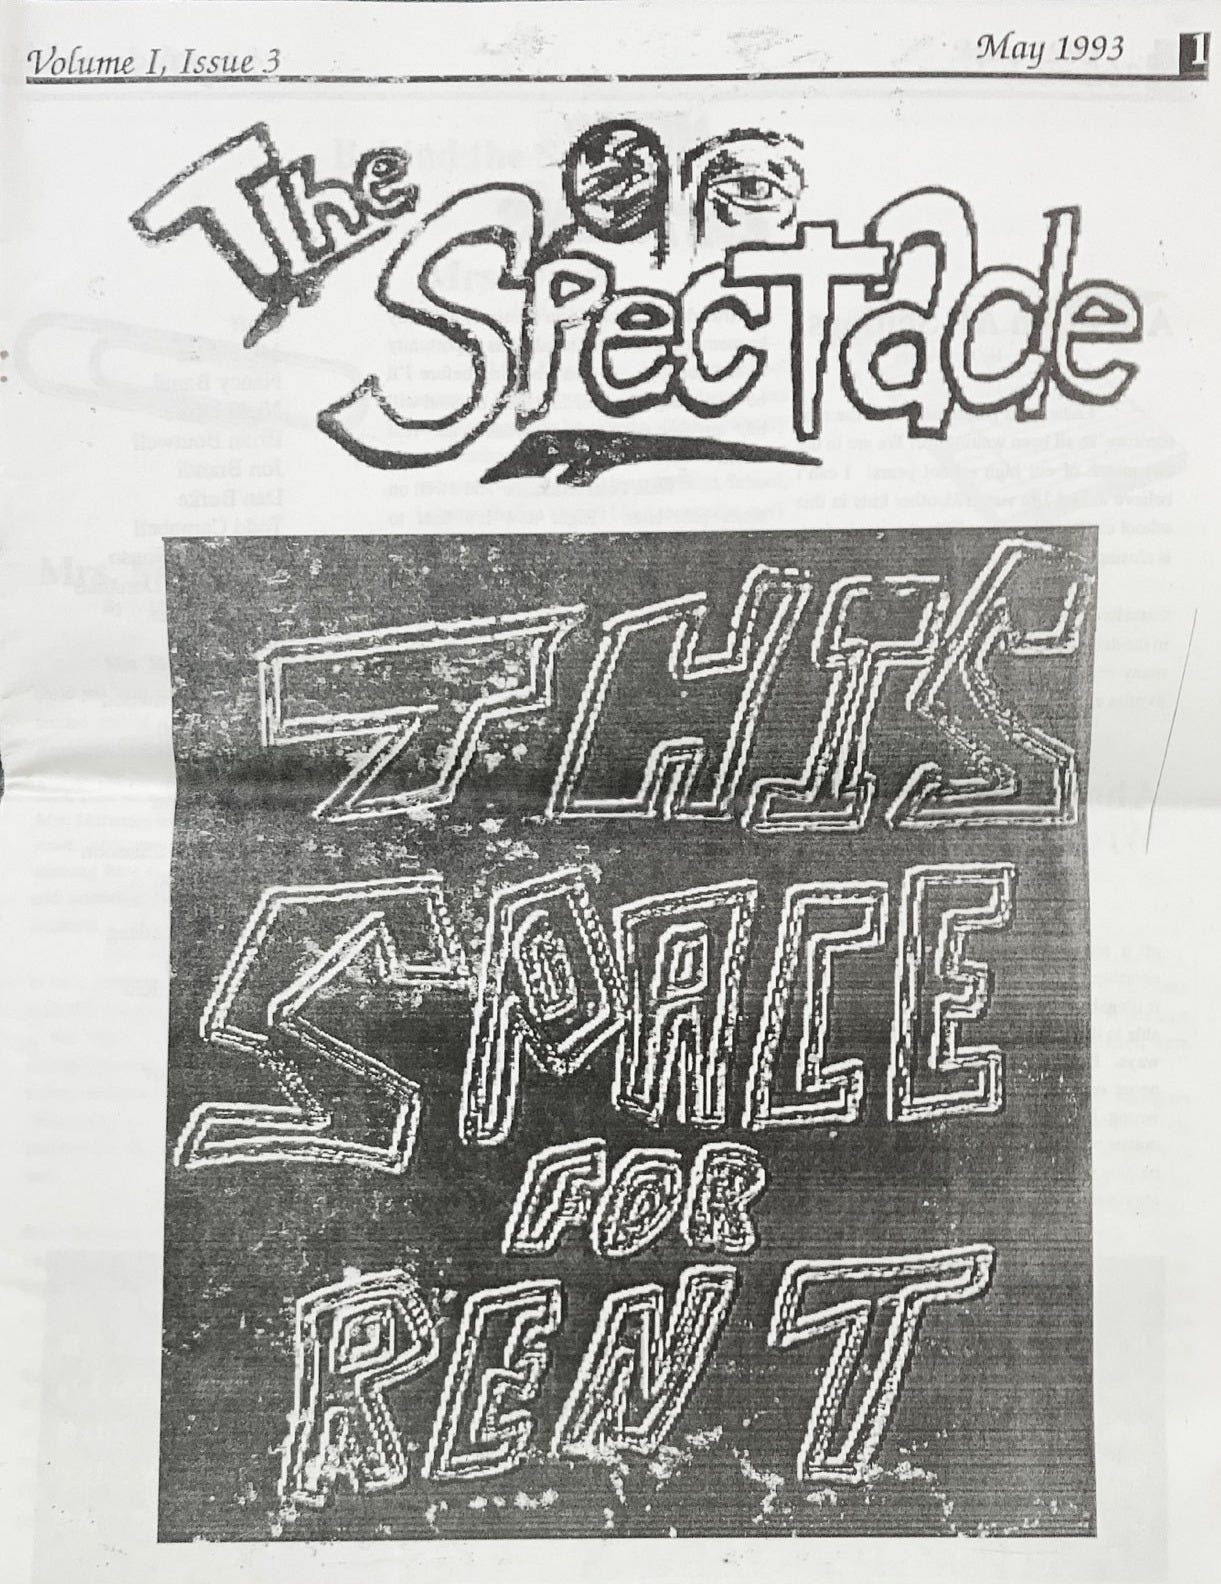 Volume I, Issue 3 May 1993 1
The
SpecTacle
THIS
SPACE
FOR
RENT